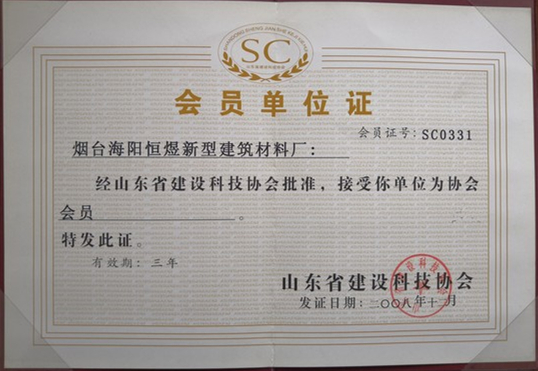 SC
会员单位证
会员证号：SC0331
烟台海阳恒煜新型建筑材料厂：
经山东省建设科技协会批准，接受你单位为协会
会员。
特发此证。
有效期：三年
山东省建设科技协会
发证日期：二〇〇八年十二月